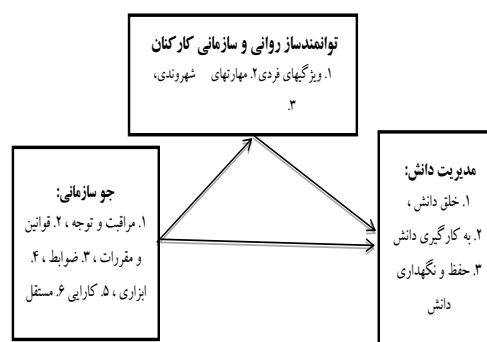 توانمندساز روانی و سازمانی کارکنان
۱. ویژگیهای فردی۲. مهارتهای شهروندی،
۳.
مدیریت دانش:
۱. خلق دانش ،
۲. به کارگیری دانش
۳. حفظ و نگهداری
دانش
جو سازمانی:
۱. مراقبت و توجه ، ۲. قوانین
و مقررات ، ۳. ضوابط ، ۴.
ابزاری ، ۵. کارایی ۶. مستقل